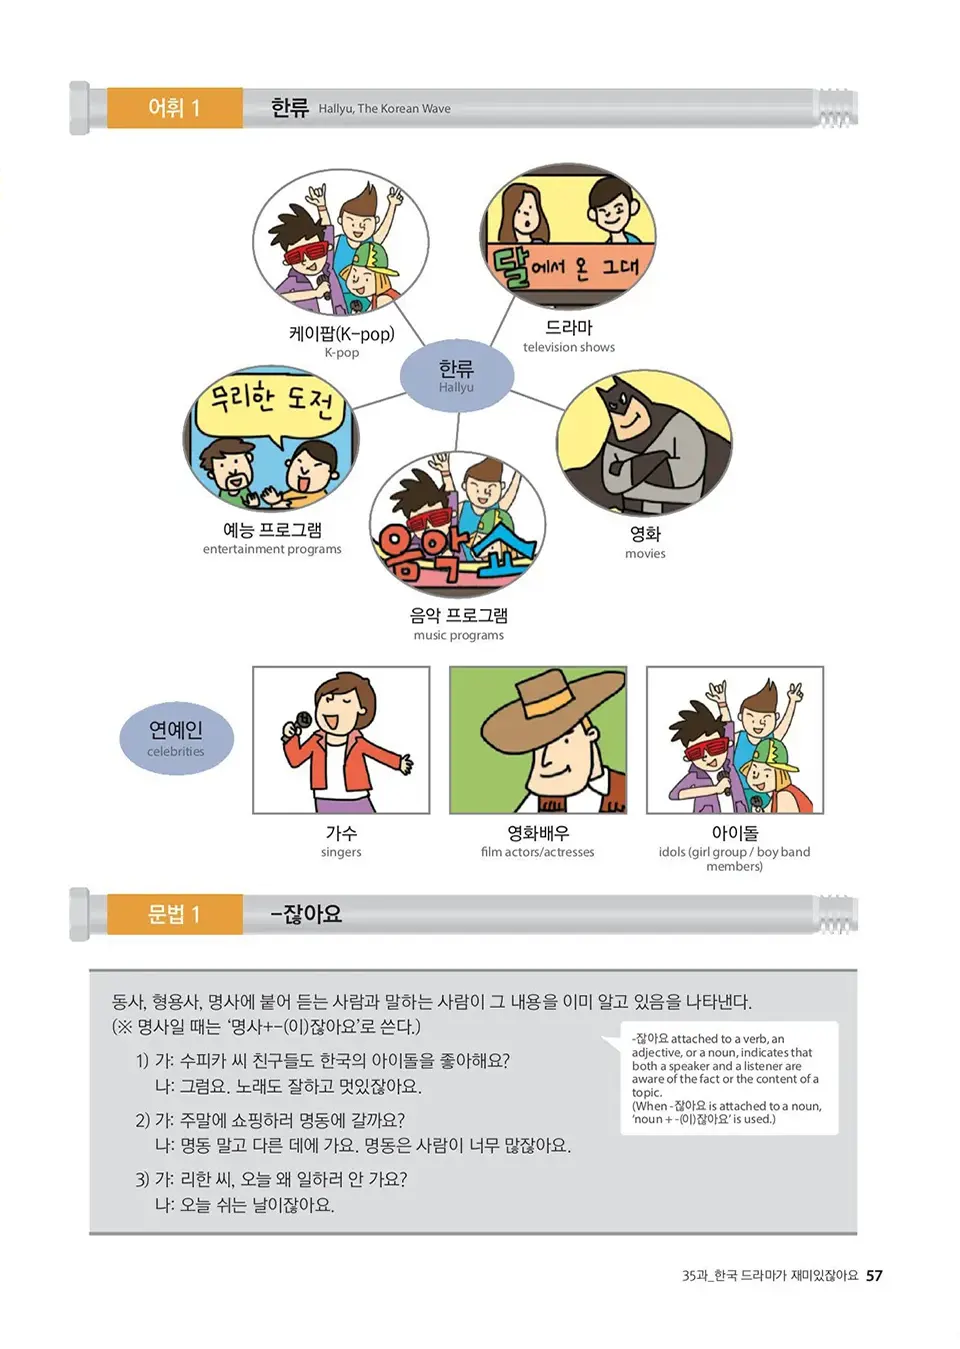 어휘 1
한류 Hallyu, The Korean Wave
달에서 온 그대
케이팝(K-pop)
K-pop
드라마
television shows
한류
Hallyu
무리한 도전
예능 프로그램
entertainment programs
음악 쇼
음악 프로그램
music programs
영화
movies
연예인
celebrities
가수
singers
영화배우
film actors/actresses
아이돌
idols (girl group / boy band
members)
문법 1
-잖아요
동사, 형용사, 명사에 붙어 듣는 사람과 말하는 사람이 그 내용을 이미 알고 있음을 나타낸다.
(※ 명사일 때는 ‘명사+-(이)잖아요’로 쓴다.)
-잖아요 attached to a verb, an
adjective, or a noun, indicates that
both a speaker and a listener are
aware of the fact or the content of a
topic.
(When -잖아요 is attached to a noun,
‘noun + -(이)잖아요’ is used.)
1) 가: 수피카 씨 친구들도 한국의 아이돌을 좋아해요?
나: 그럼요. 노래도 잘하고 멋있잖아요.
2) 가: 주말에 쇼핑하러 명동에 갈까요?
나: 명동 말고 다른 데에 가요. 명동은 사람이 너무 많잖아요.
3) 가: 리한 씨, 오늘 왜 일하러 안 가요?
나: 오늘 쉬는 날이잖아요.
35과_한국 드라마가 재미있잖아요 57